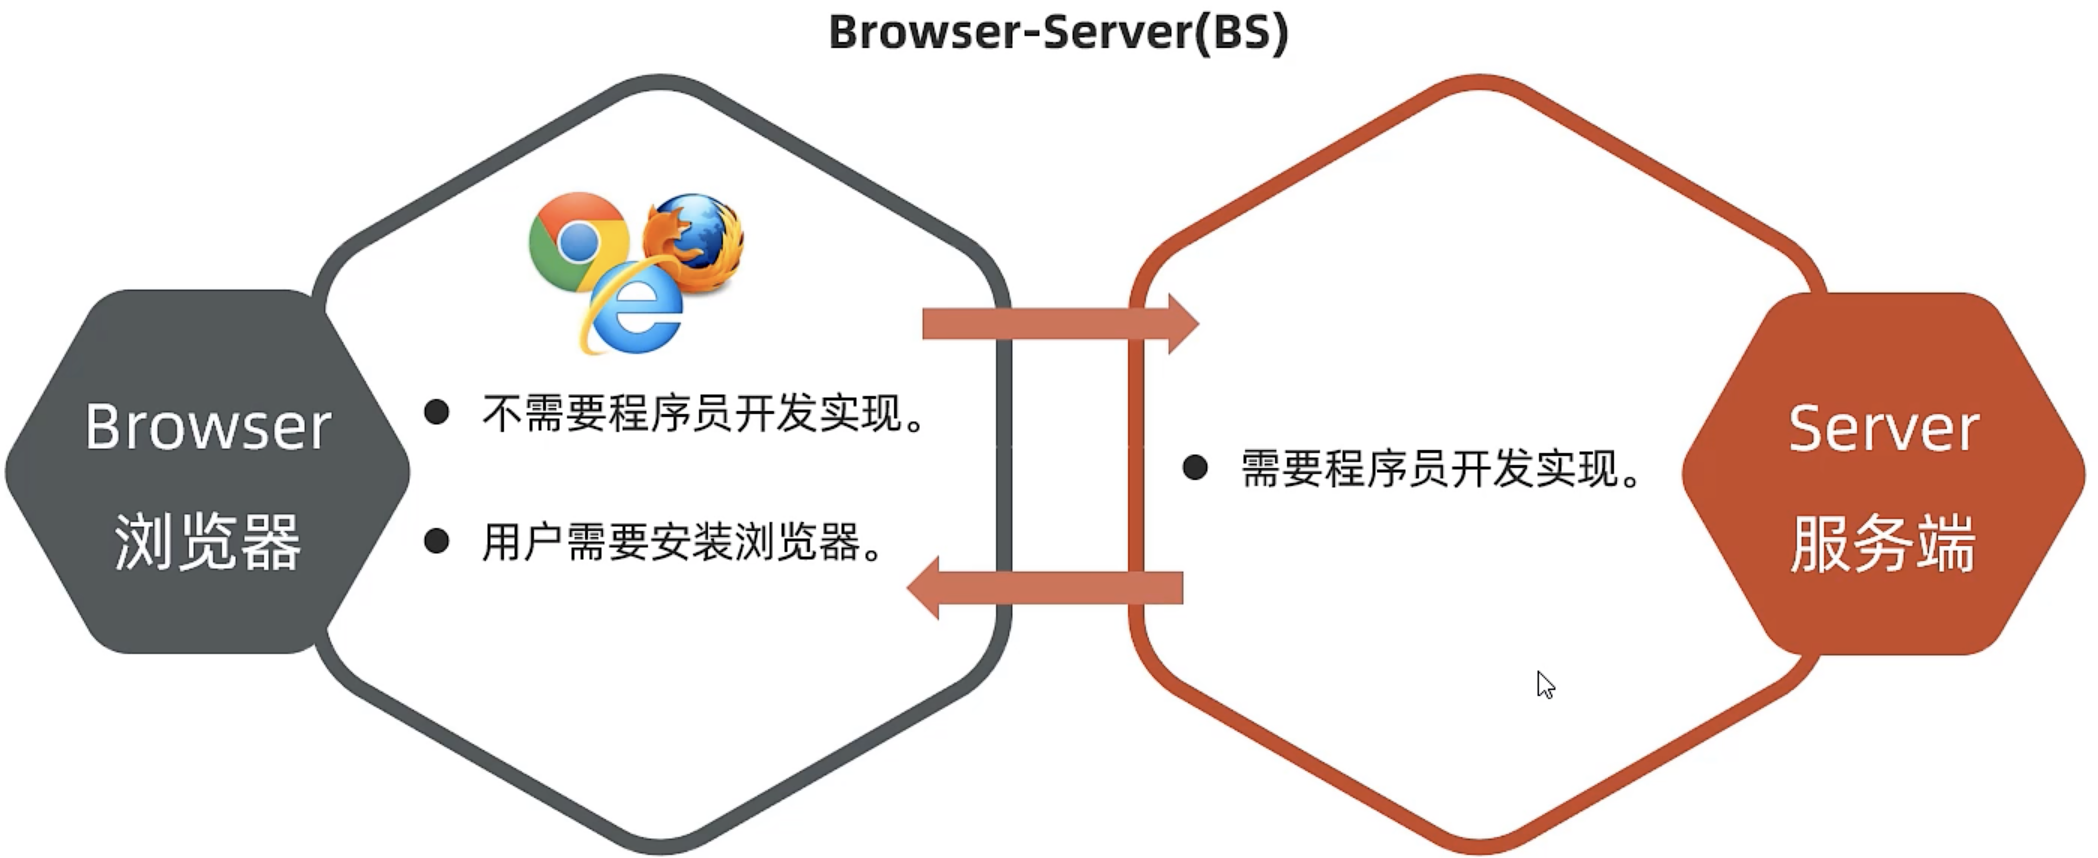 Browser-Server(BS)
Browser
浏览器
不需要程序员开发实现。
用户需要安装浏览器。
需要程序员开发实现。
Server
服务端